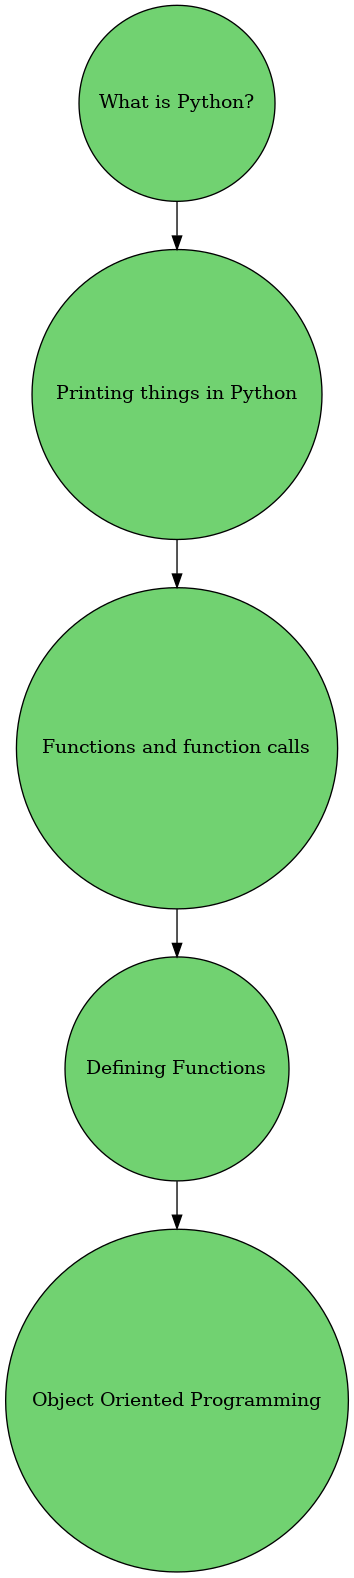 What is Python?
Printing things in Python
Functions and function calls
Defining Functions
Object Oriented Programming